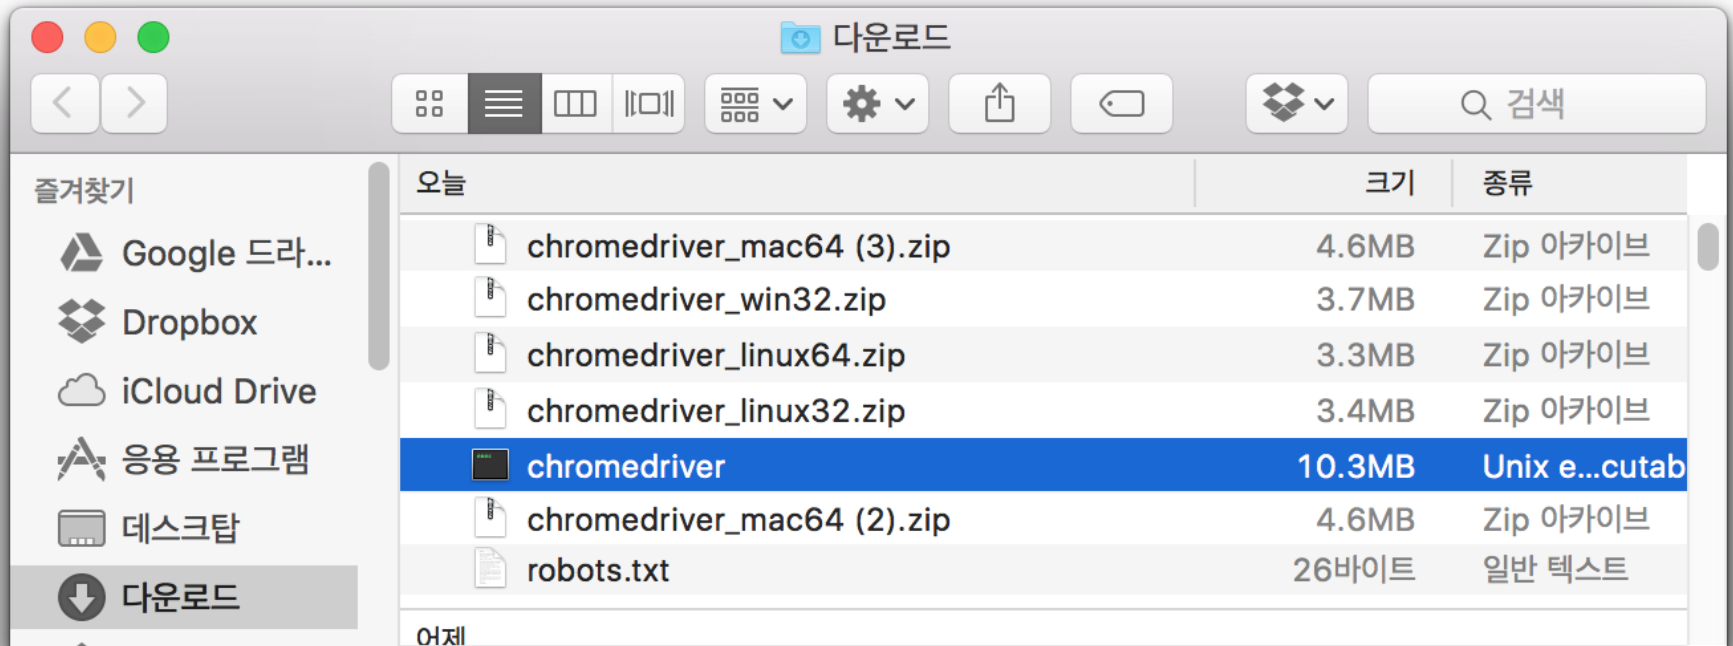 다운로드
검색
즐겨찾기
Google 드라...
Dropbox
iCloud Drive
응용 프로그램
데스크탑
다운로드
오늘 크기 종류
chromedriver_mac64 (3).zip 4.6MB Zip 아카이브
chromedriver_win32.zip 3.7MB Zip 아카이브
chromedriver_linux64.zip 3.3MB Zip 아카이브
chromedriver_linux32.zip 3.4MB Zip 아카이브
chromedriver 10.3MB Unix e...cutab
chromedriver_mac64 (2).zip 4.6MB Zip 아카이브
robots.txt 26바이트 일반 텍스트
어제